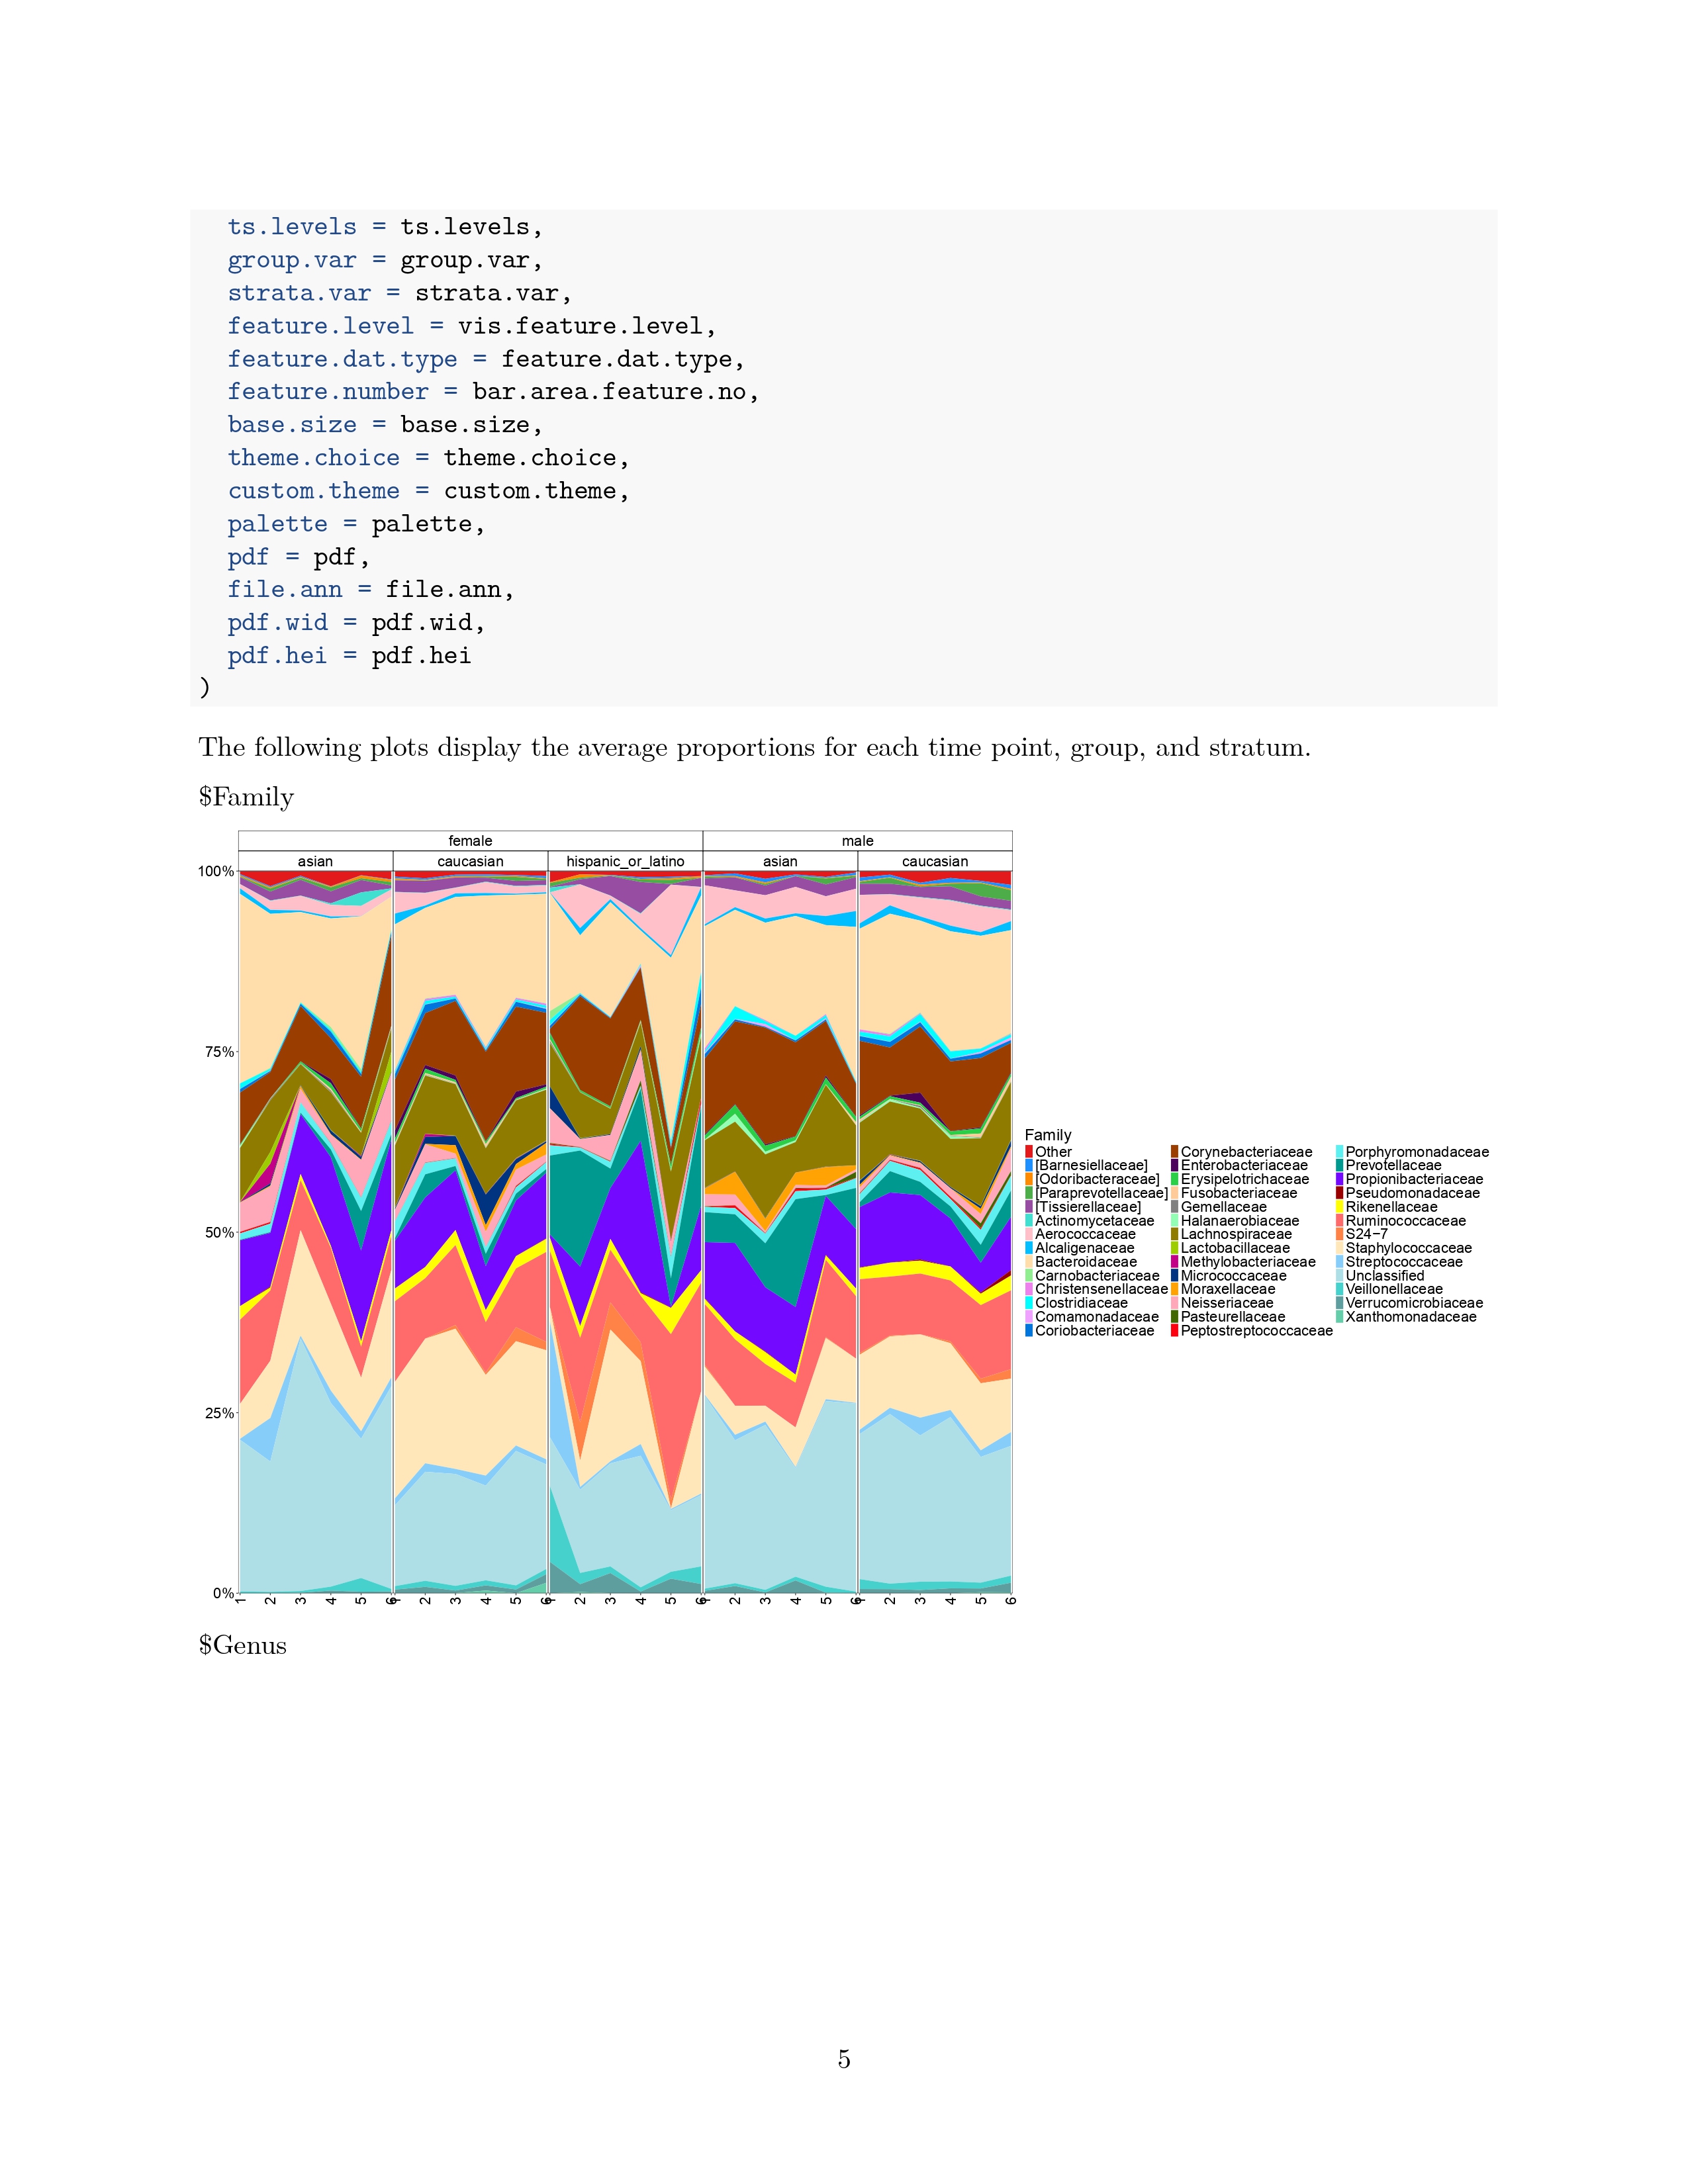 ts.levels = ts.levels,
group.var = group.var,
strata.var = strata.var,
feature.level = vis.feature.level,
feature.dat.type = feature.dat.type,
feature.number = bar.area.feature.no,
base.size = base.size,
theme.choice = theme.choice,
custom.theme = custom.theme,
palette = palette,
pdf = pdf,
file.ann = file.ann,
pdf.wid = pdf.wid,
pdf.hei = pdf.hei
)
The following plots display the average proportions for each time point, group, and stratum.
$Family
female male
asian caucasian hispanic_or_latino asian caucasian
100%
75%
50%
25%
0%
1 2 3 4 5 6 1 2 3 4 5 6 1 2 3 4 5 6 1 2 3 4 5 6 1 2 3 4 5 6
Family
Other Corynebacteriaceae Porphyromonadaceae
[Barnesiellaceae] Enterobacteriaceae Prevotellaceae
[Odoribacteraceae] Erysipelotrichaceae Propionibacteriaceae
[Paraprevotellaceae] Fusobacteriaceae Pseudomonadaceae
[Tissierellaceae] Gemellaceae Rikenellaceae
Actinomycetaceae Halanaerobiaceae Ruminococcaceae
Aerococcaceae Lachnospiraceae S24−7
Alcaligenaceae Lactobacillaceae Staphylococcaceae
Bacteroidaceae Methylobacteriaceae Streptococcaceae
Carnobacteriaceae Micrococcaceae Unclassified
Christensenellaceae Moraxellaceae Veillonellaceae
Clostridiaceae Neisseriaceae Verrucomicrobiaceae
Comamonadaceae Pasteurellaceae Xanthomonadaceae
Coriobacteriaceae Peptostreptococcaceae
$Genus
5